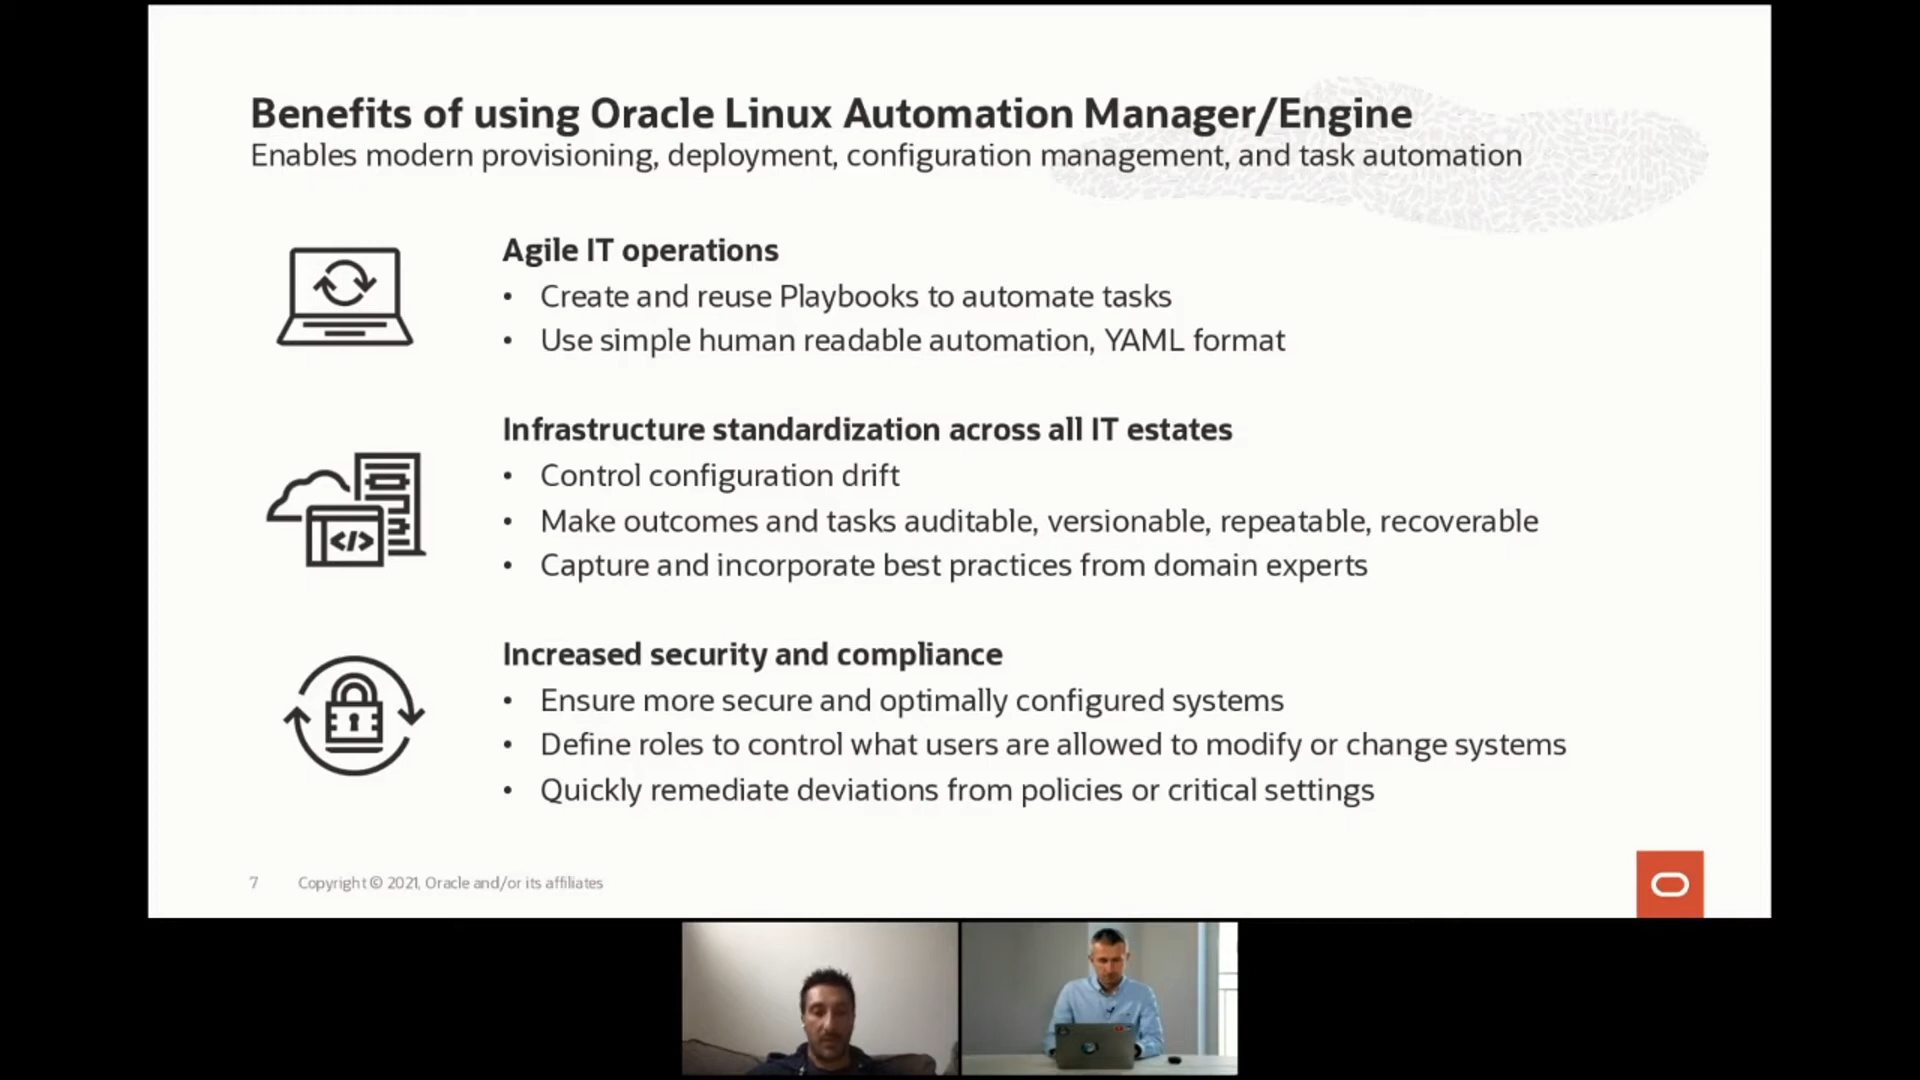 Benefits of using Oracle Linux Automation Manager/Engine
Enables modern provisioning, deployment, configuration management, and task automation
Agile IT operations
• Create and reuse Playbooks to automate tasks
• Use simple human readable automation, YAML format
Infrastructure standardization across all IT estates
• Control configuration drift
• Make outcomes and tasks auditable, versionable, repeatable, recoverable
• Capture and incorporate best practices from domain experts
</>
Increased security and compliance
• Ensure more secure and optimally configured systems
• Define roles to control what users are allowed to modify or change systems
• Quickly remediate deviations from policies or critical settings
7 Copyright © 2021, Oracle and/or its affiliates